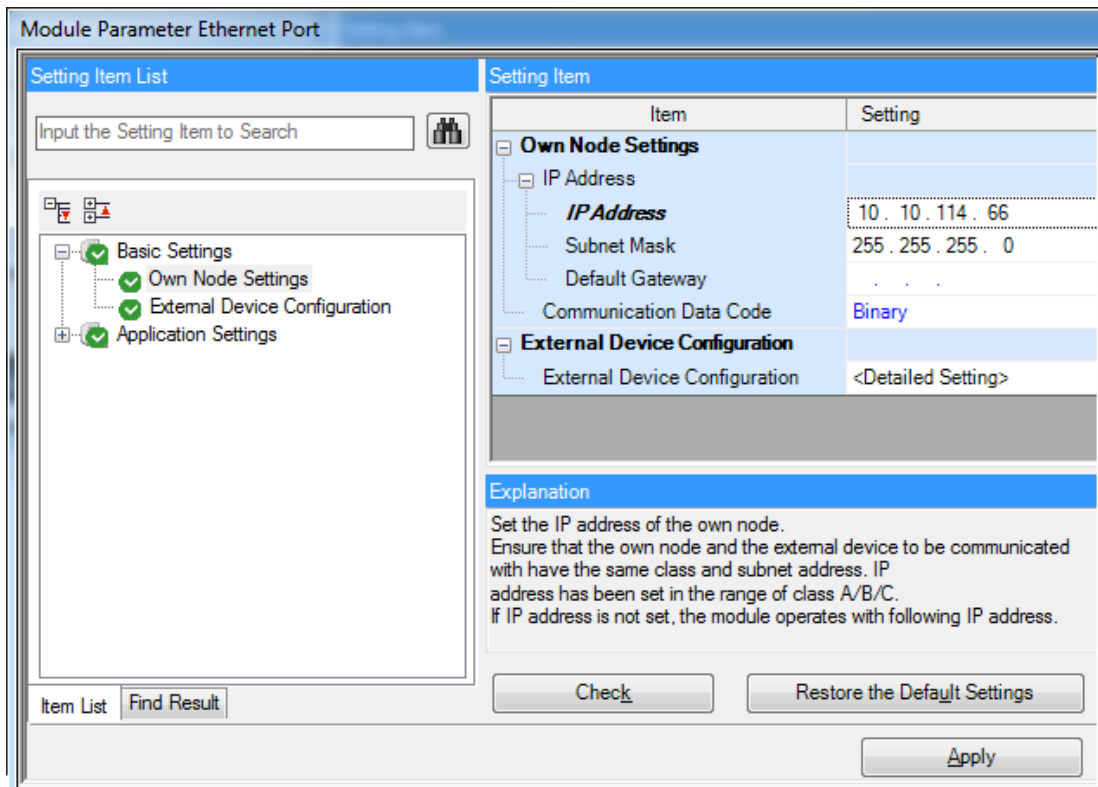 Module Parameter Ethernet Port
Setting Item List
Input the Setting Item to Search
Basic Settings
Own Node Settings
External Device Configuration
Application Settings
Item List
Find Result
Setting Item
Item Setting
Own Node Settings
IP Address
IP Address 10 . 10 . 114 . 66
Subnet Mask 255 . 255 . 255 . 0
Default Gateway . . .
Communication Data Code Binary
External Device Configuration
External Device Configuration <Detailed Setting>
Explanation
Set the IP address of the own node.
Ensure that the own node and the external device to be communicated
with have the same class and subnet address. IP
address has been set in the range of class A/B/C.
If IP address is not set, the module operates with following IP address.
Check
Restore the Default Settings
Apply